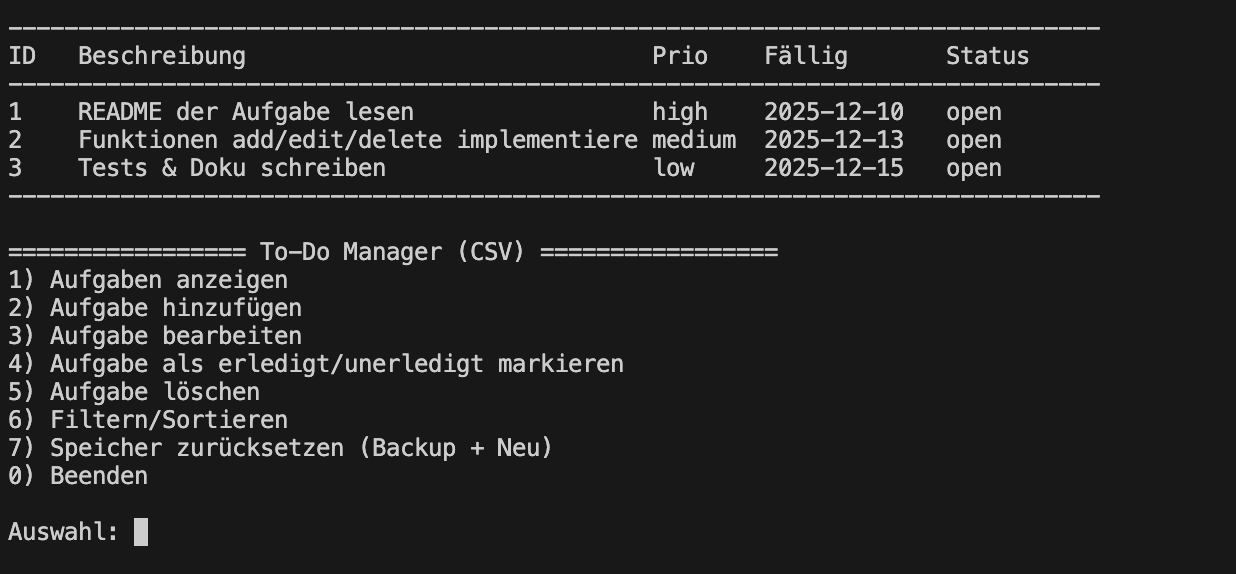 ------------------------------------------------------------------------------
ID   Beschreibung                             Prio    Fällig       Status
------------------------------------------------------------------------------
1    README der Aufgabe lesen                 high    2025-12-10   open
2    Funktionen add/edit/delete implementiere medium  2025-12-13   open
3    Tests & Doku schreiben                   low     2025-12-15   open
------------------------------------------------------------------------------
================= To-Do Manager (CSV) =================
1) Aufgaben anzeigen
2) Aufgabe hinzufügen
3) Aufgabe bearbeiten
4) Aufgabe als erledigt/unerledigt markieren
5) Aufgabe löschen
6) Filtern/Sortieren
7) Speicher zurücksetzen (Backup + Neu)
0) Beenden
Auswahl: